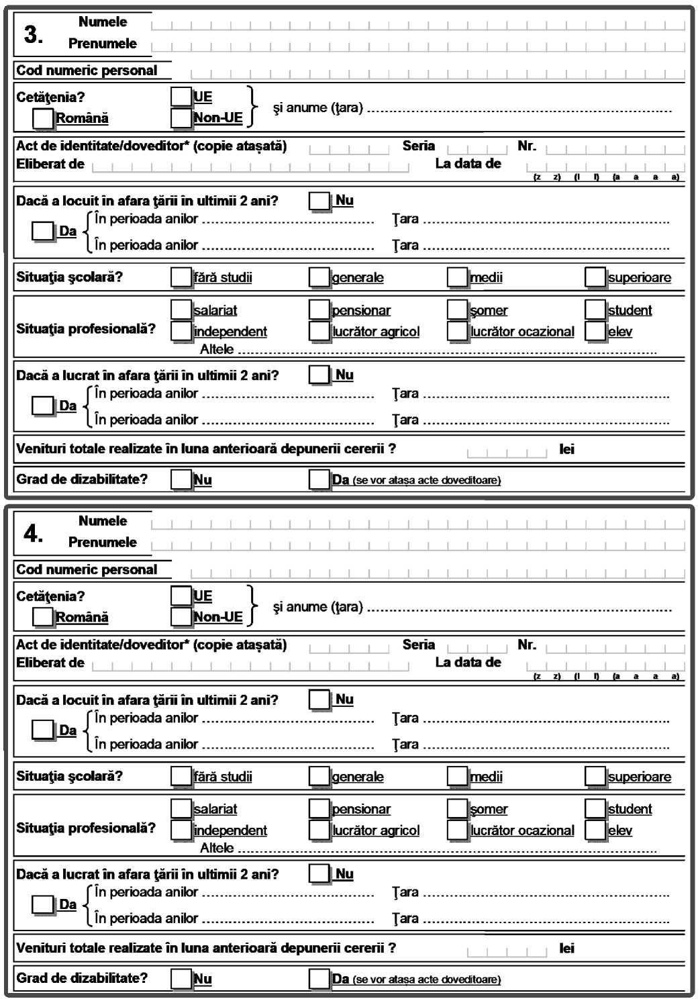 3. Numele
Prenumele
Cod numeric personal
Cetăţenia? UE
Română Non-UE şi anume (ţara)
Act de identitate/doveditor* (copie atașată) Seria Nr.
Eliberat de La data de
(z z) (l l) (a a a a)
Dacă a locuit în afara ţării în ultimii 2 ani? Nu
Da În perioada anilor Ţara
În perioada anilor Ţara
Situaţia şcolară? fără studii generale medii superioare
salariat pensionar şomer student
Situaţia profesională? independent lucrător agricol lucrător ocazional elev
Altele
Dacă a lucrat în afara ţării în ultimii 2 ani? Nu
Da În perioada anilor Ţara
În perioada anilor Ţara
Venituri totale realizate în luna anterioară depunerii cererii ? lei
Grad de dizabilitate? Nu Da (se vor atașa acte doveditoare)
4. Numele
Prenumele
Cod numeric personal
Cetăţenia? UE
Română Non-UE şi anume (ţara)
Act de identitate/doveditor* (copie atașată) Seria Nr.
Eliberat de La data de
(z z) (l l) (a a a a)
Dacă a locuit în afara ţării în ultimii 2 ani? Nu
Da În perioada anilor Ţara
În perioada anilor Ţara
Situaţia şcolară? fără studii generale medii superioare
salariat pensionar şomer student
Situaţia profesională? independent lucrător agricol lucrător ocazional elev
Altele
Dacă a lucrat în afara ţării în ultimii 2 ani? Nu
Da În perioada anilor Ţara
În perioada anilor Ţara
Venituri totale realizate în luna anterioară depunerii cererii ? lei
Grad de dizabilitate? Nu Da (se vor atașa acte doveditoare)